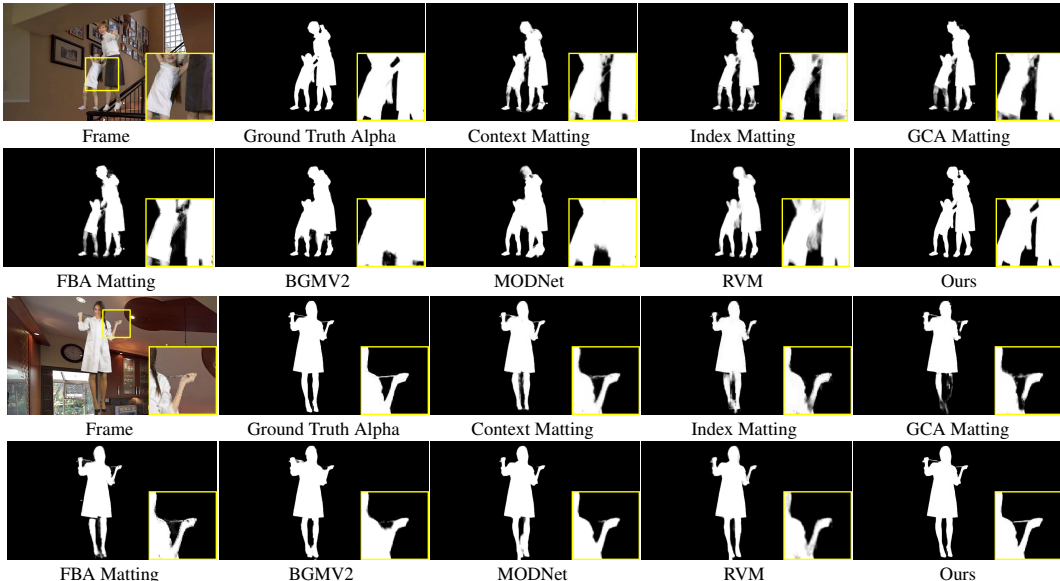 Frame
Ground Truth Alpha
Context Matting
Index Matting
GCA Matting
FBA Matting
BGMV2
MODNet
RVM
Ours
Frame
Ground Truth Alpha
Context Matting
Index Matting
GCA Matting
FBA Matting
BGMV2
MODNet
RVM
Ours